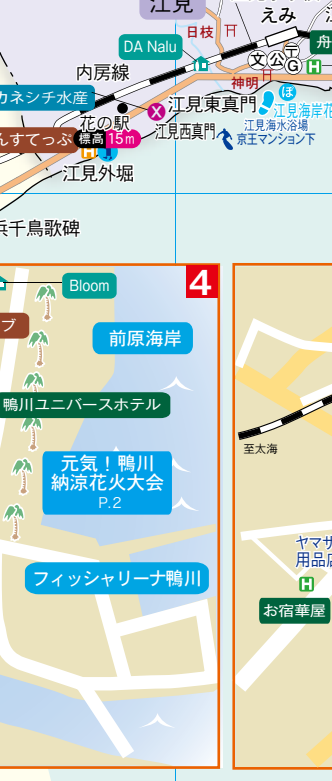 江見
えみ
日枝
舟
DA Nalu
文
公
〒
G
H
内房線
神明
カネシチ水産
X
江見東真門
ぽ
江見海岸花
花の駅
江見西真門
江見海水浴場
京王マンション下
んすてっぷ
標高 15m
H
江見外堀
浜千鳥歌碑
4
Bloom
ブ
前原海岸
鴨川ユニバースホテル
元気！鴨川
納涼花火大会
P.2
フィッシャリーナ鴨川
至太海
ヤマサ
用品店
H
お宿華屋